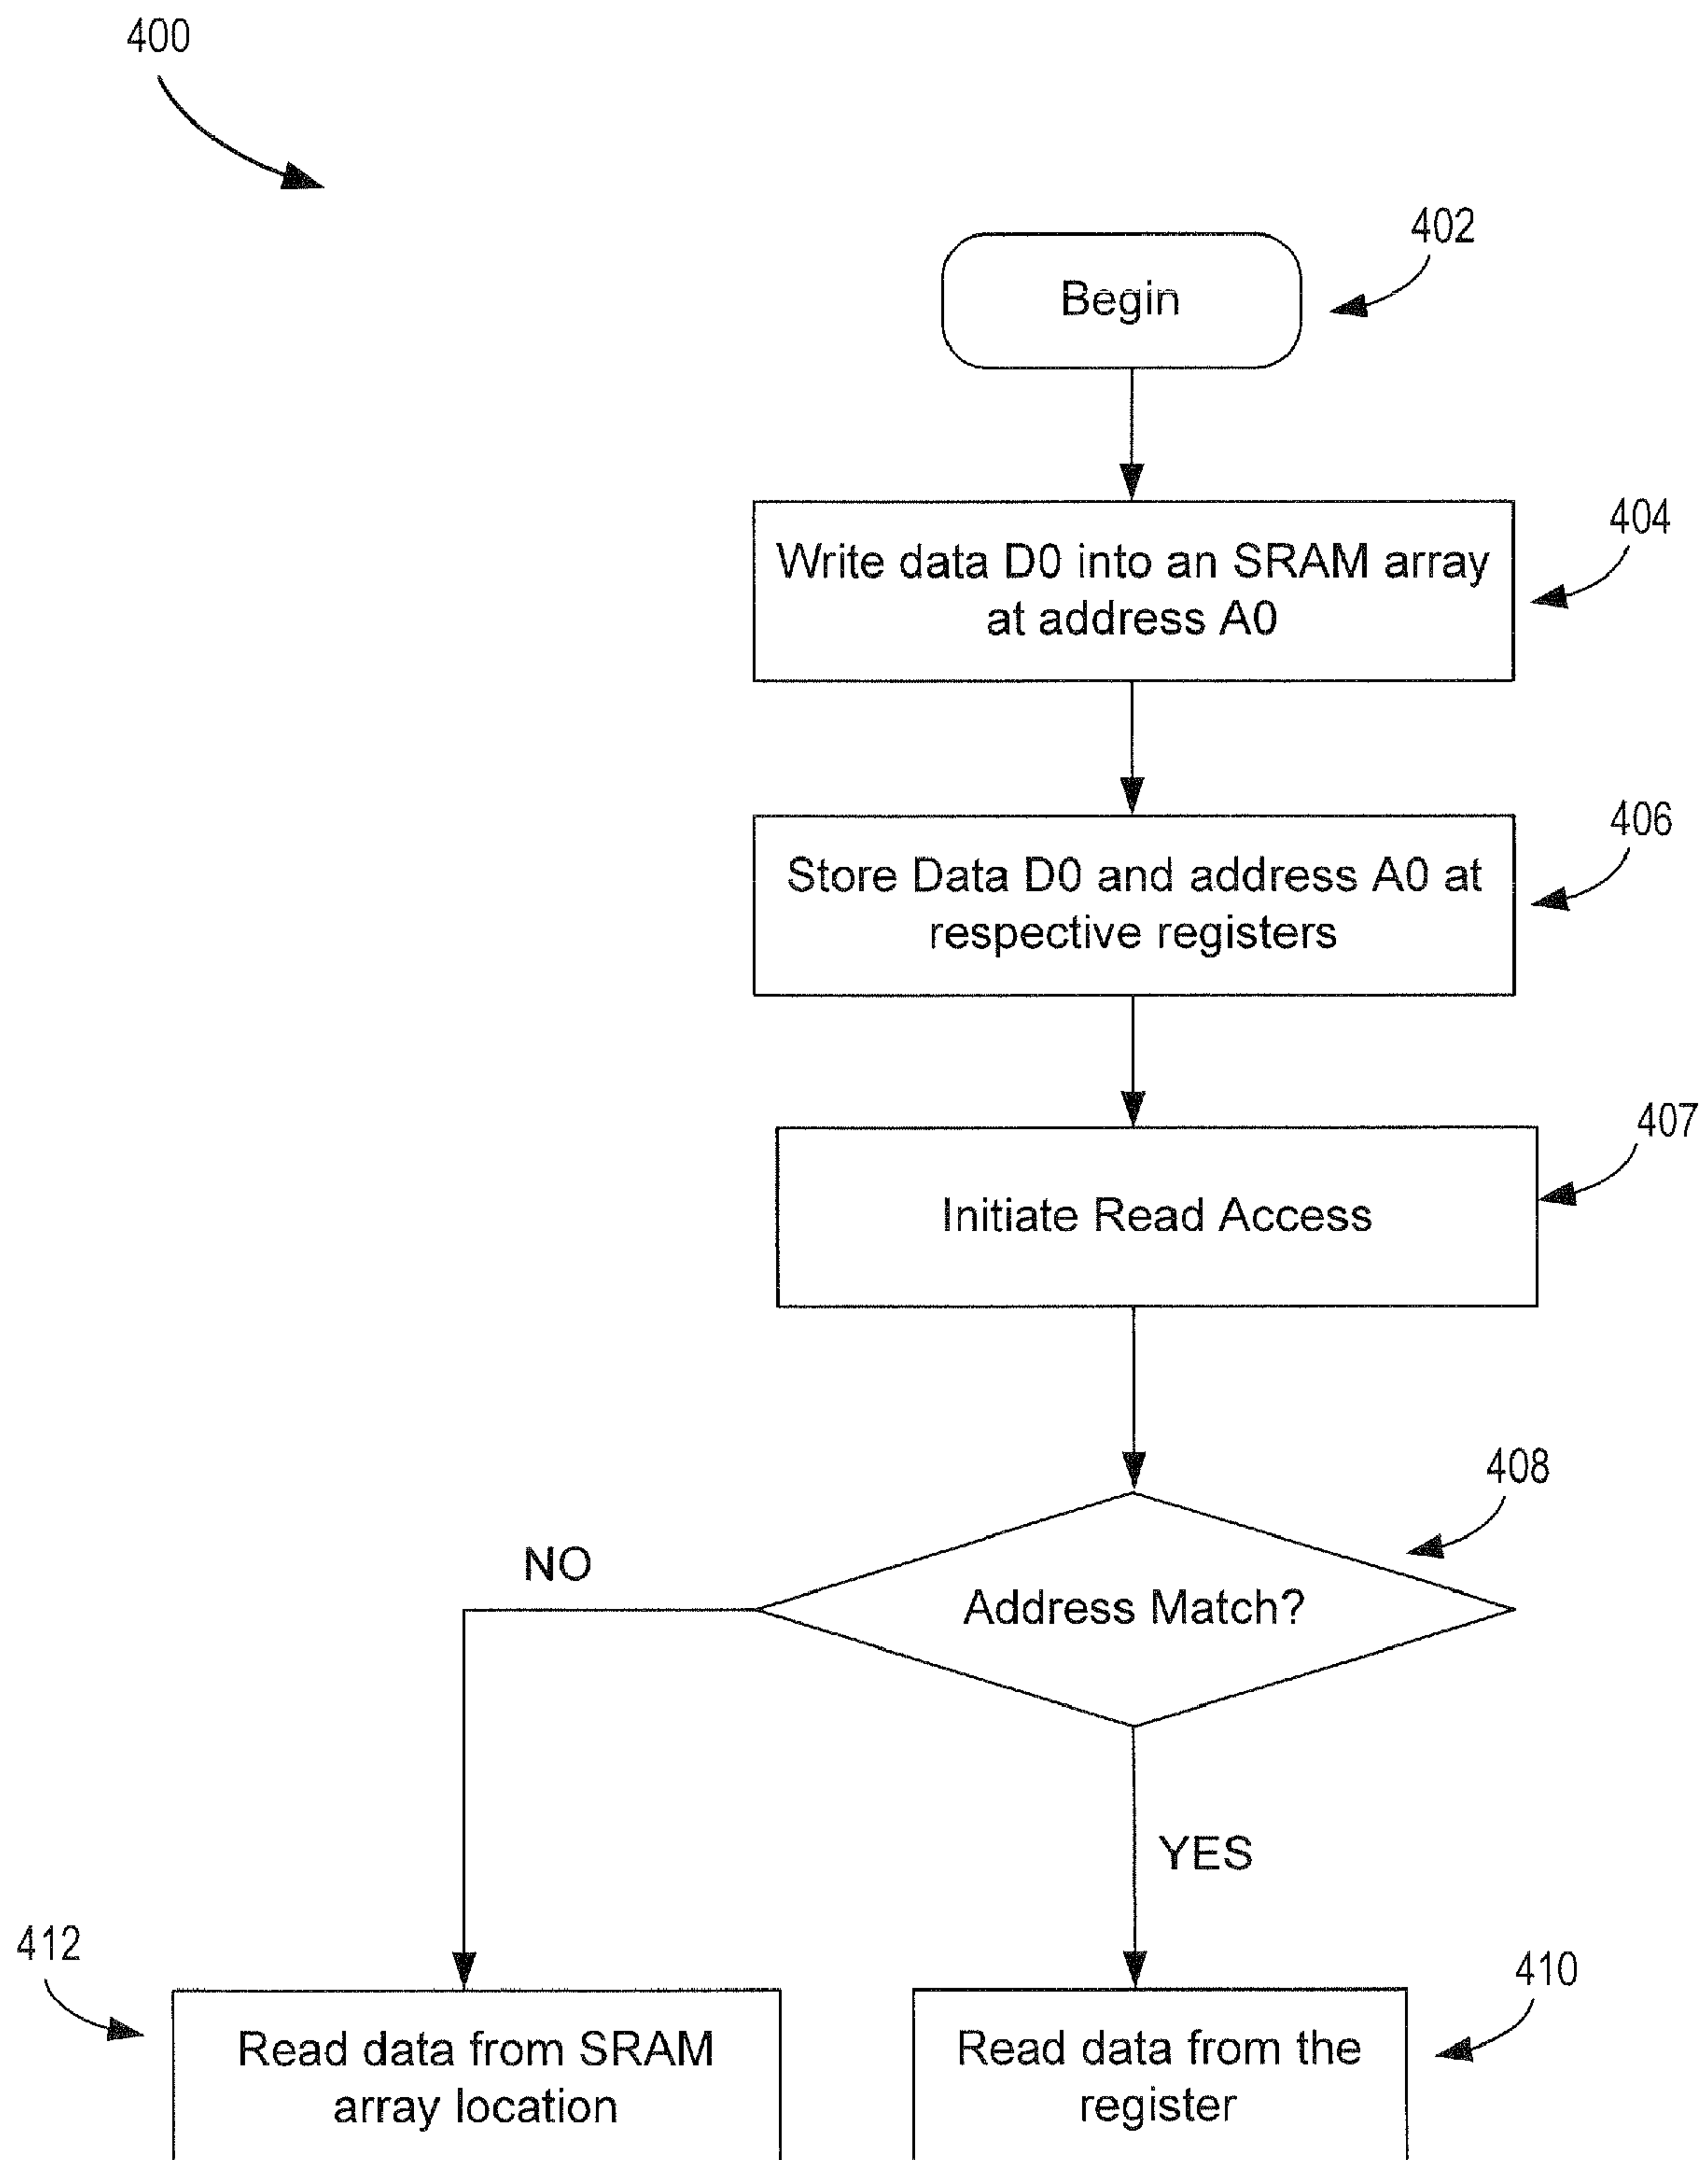 400
402
Begin
404
Write data D0 into an SRAM array
at address A0
406
Store Data D0 and address A0 at
respective registers
407
Initiate Read Access
408
NO
Address Match?
YES
412
410
Read data from SRAM
array location
Read data from the
register